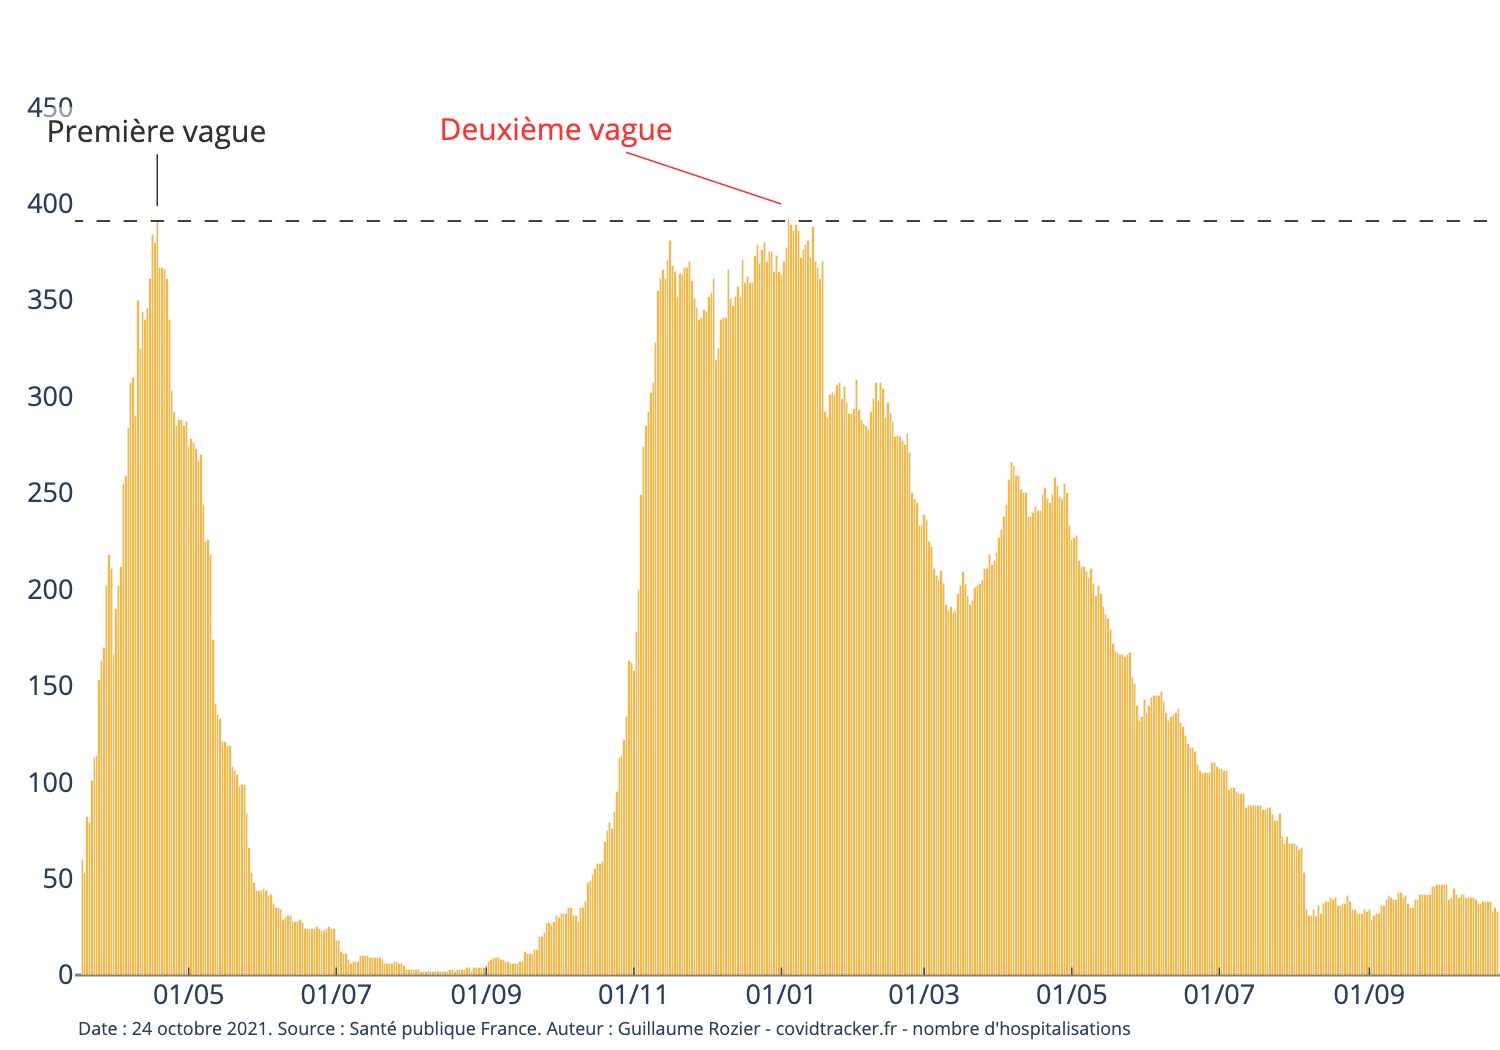 450
Première vague
Deuxième vague
400
350
300
250
200
150
100
50
0
01/05 01/07 01/09 01/11 01/01 01/03 01/05 01/07 01/09
Date : 24 octobre 2021. Source : Santé publique France. Auteur : Guillaume Rozier - covidtracker.fr - nombre d'hospitalisations